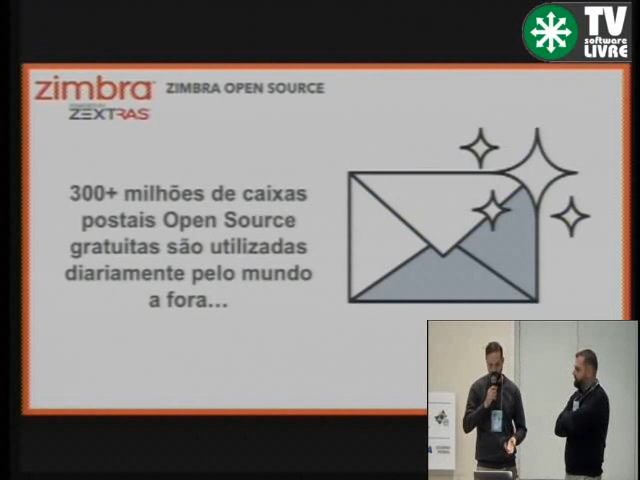 TV
software
LIVRE
zimbra
ZIMBRA OPEN SOURCE
ZEXTRAS
300+ milhões de caixas
postais Open Source
gratuitas são utilizadas
diariamente pelo mundo
a fora...